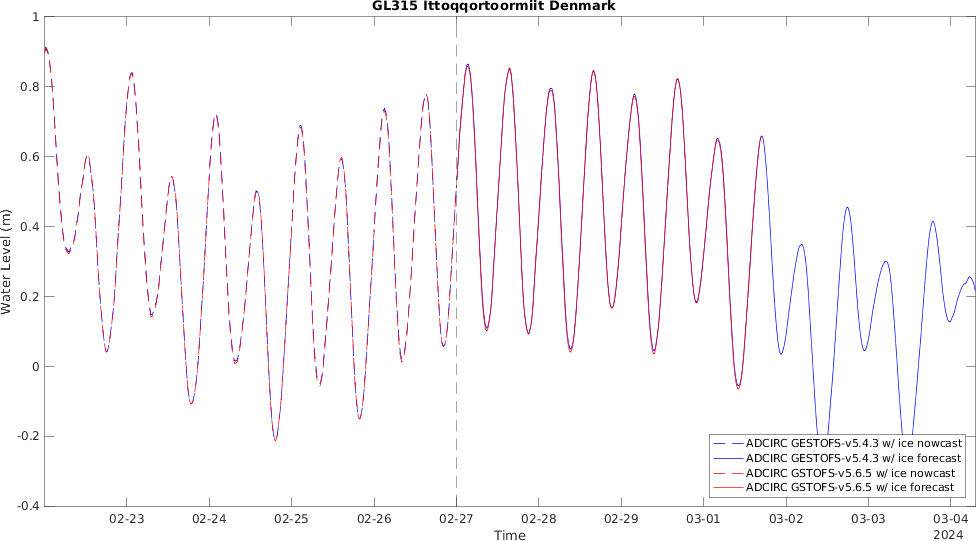 GL315 Ittoqqortoormiit Denmark
1
0.8
0.6
0.4
0.2
0
-0.2
-0.4
Water Level (m)
ADCIRC GESTOFS-v5.4.3 w/ ice nowcast
ADCIRC GESTOFS-v5.4.3 w/ ice forecast
ADCIRC GSTOFS-v5.6.5 w/ ice nowcast
ADCIRC GSTOFS-v5.6.5 w/ ice forecast
02-23 02-24 02-25 02-26 02-27 02-28 02-29 03-01 03-02 03-03 03-04
Time 2024